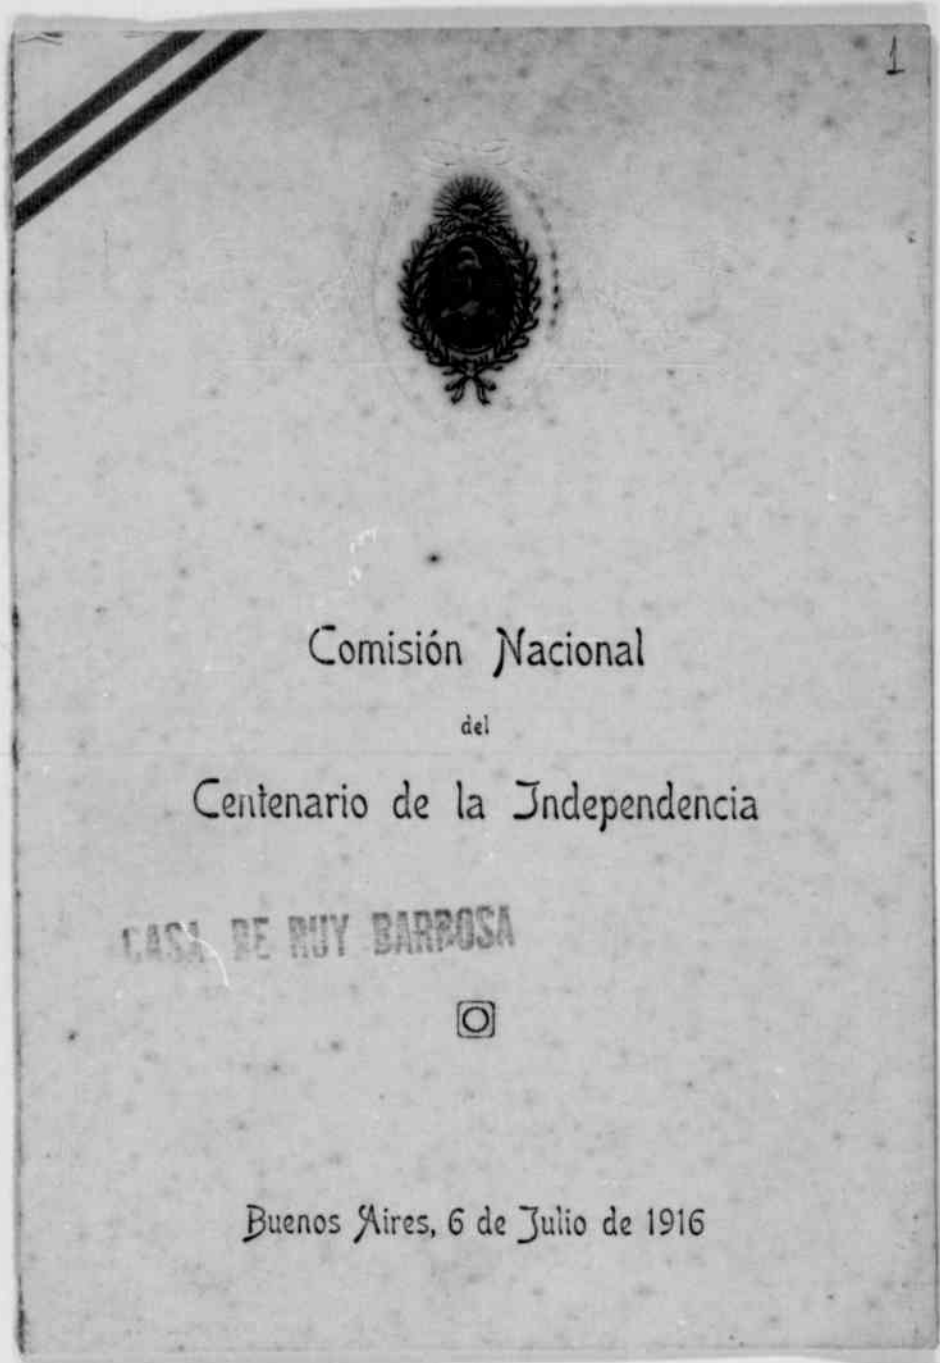 1
Comisión Nacional
del
Centenario de la Independencia
CASA DE RUY BARBOSA
Buenos Aires, 6 de Julio de 1916